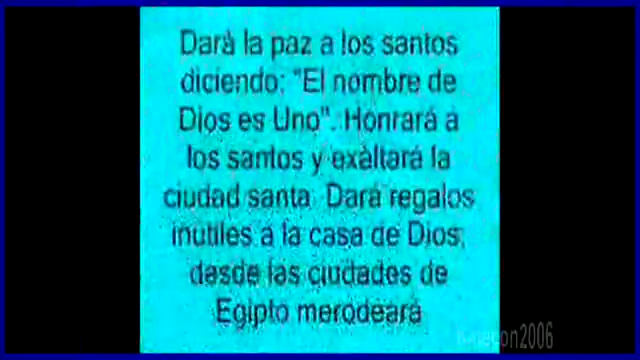 Dará la paz a los santos
diciendo: "El nombre de
Dios es Uno". Honrará a
los santos y exaltará la
ciudad santa. Dará regalos
inutiles a la casa de Dios;
desde las ciudades de
Egipto merodeará